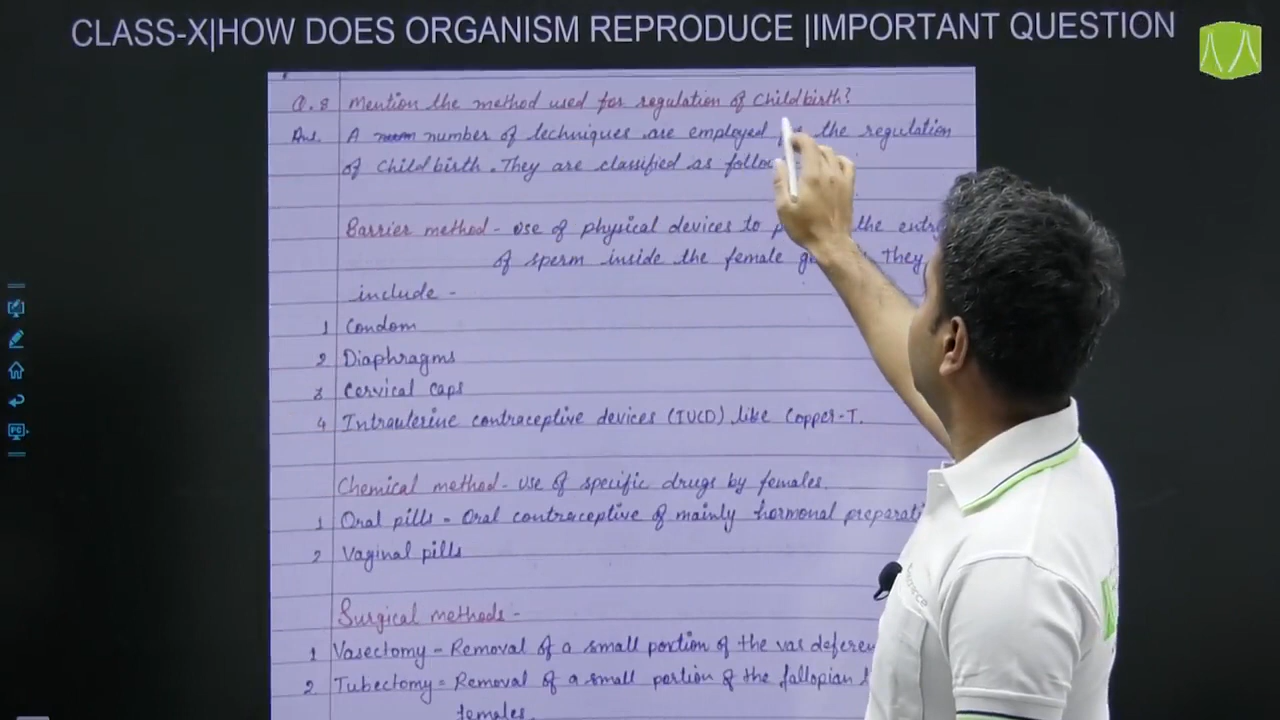 CLASS-X|HOW DOES ORGANISM REPRODUCE |IMPORTANT QUESTION
Q.8 Mention the method used for regulation of Childbirth?
Ans. A number of techniques are employed the regulation
of Childbirth. They are classified as
Barrier method - Use of physical devices to the
of sperm inside the female They
include -
1 Condom
2 Diaphragms
3 Cervical caps
4 Intrauterine contraceptive devices (IUCD) like Copper-T.
Chemical method - use of specific drugs by females.
1 Oral pills = Oral contraceptive of mainly hormonal
2 Vaginal pills
Surgical methods -
1 Vasectomy - Removal of a small portion of the vas
2 Tubectomy = Removal of a small portion of the fallopian
females.